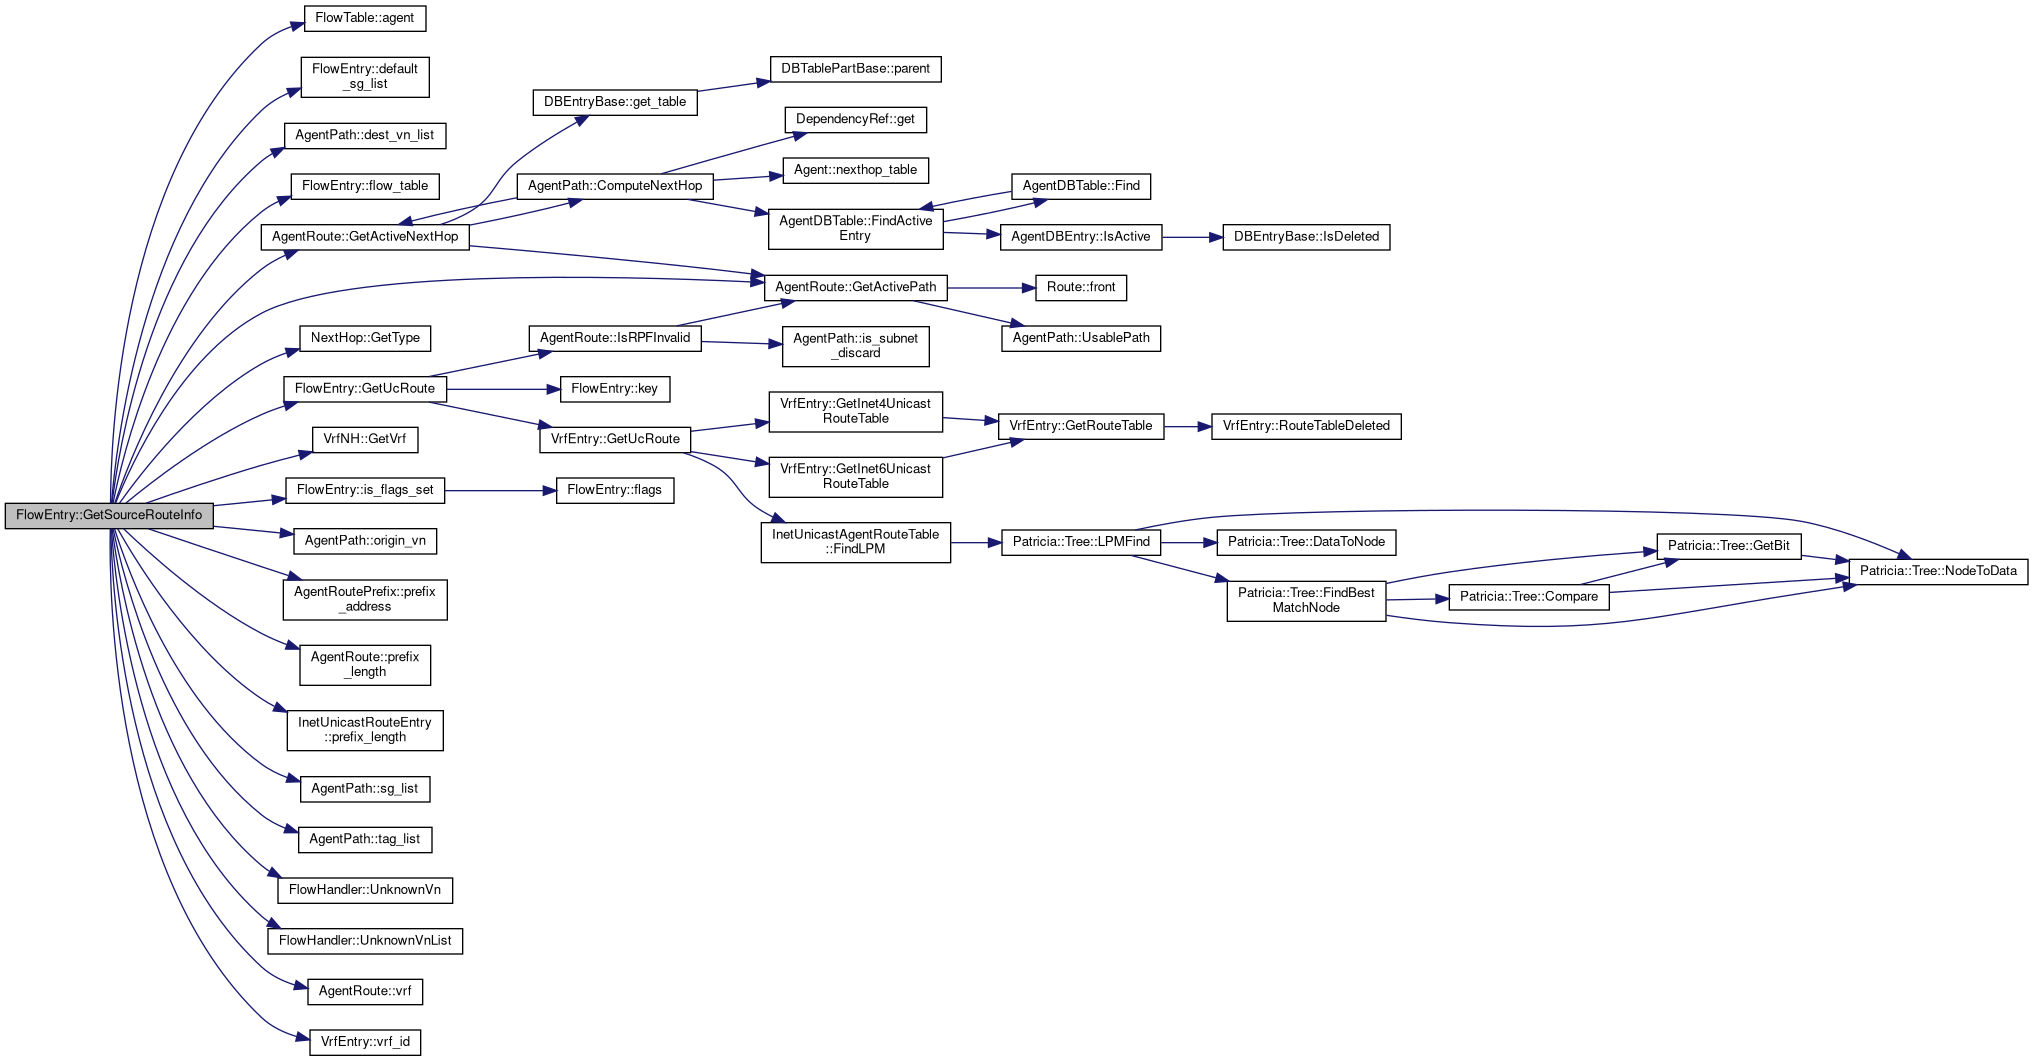 FlowEntry::GetSourceRouteInfo
FlowTable::agent
FlowEntry::default
_sg_list
AgentPath::dest_vn_list
FlowEntry::flow_table
AgentRoute::GetActiveNextHop
NextHop::GetType
FlowEntry::GetUcRoute
VrfNH::GetVrf
FlowEntry::is_flags_set
AgentPath::origin_vn
AgentRoutePrefix::prefix
_address
AgentRoute::prefix
_length
InetUnicastRouteEntry
::prefix_length
AgentPath::sg_list
AgentPath::tag_list
FlowHandler::UnknownVn
FlowHandler::UnknownVnList
AgentRoute::vrf
VrfEntry::vrf_id
DBEntryBase::get_table
AgentPath::ComputeNextHop
AgentRoute::IsRPFInvalid
FlowEntry::key
VrfEntry::GetUcRoute
FlowEntry::flags
DBTablePartBase::parent
DependencyRef::get
Agent::nexthop_table
AgentDBTable::FindActive
Entry
AgentRoute::GetActivePath
AgentPath::is_subnet
_discard
VrfEntry::GetInet4Unicast
RouteTable
VrfEntry::GetInet6Unicast
RouteTable
InetUnicastAgentRouteTable
::FindLPM
AgentDBTable::Find
AgentDBEntry::IsActive
Route::front
AgentPath::UsablePath
VrfEntry::GetRouteTable
Patricia::Tree::LPMFind
DBEntryBase::IsDeleted
VrfEntry::RouteTableDeleted
Patricia::Tree::DataToNode
Patricia::Tree::FindBest
MatchNode
Patricia::Tree::GetBit
Patricia::Tree::Compare
Patricia::Tree::NodeToData